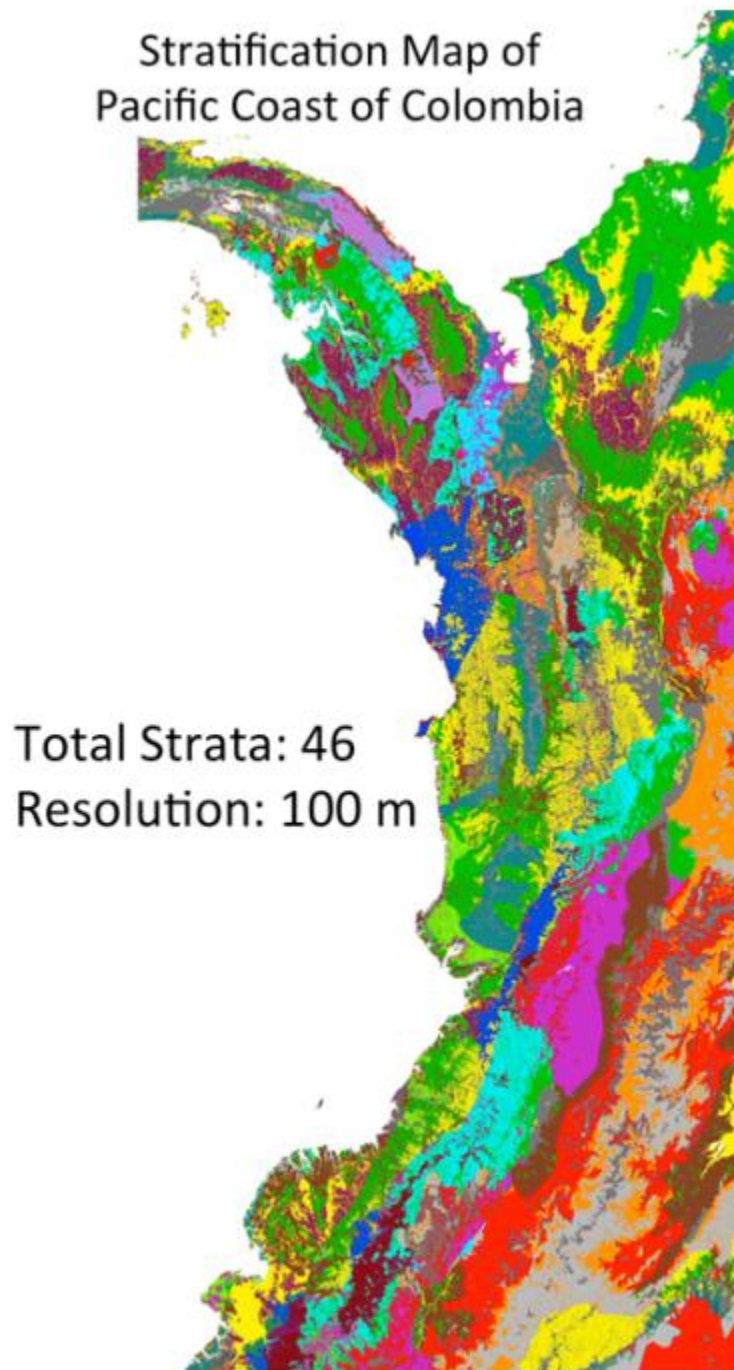 Stratification Map of
Pacific Coast of Colombia
Total Strata: 46
Resolution: 100 m